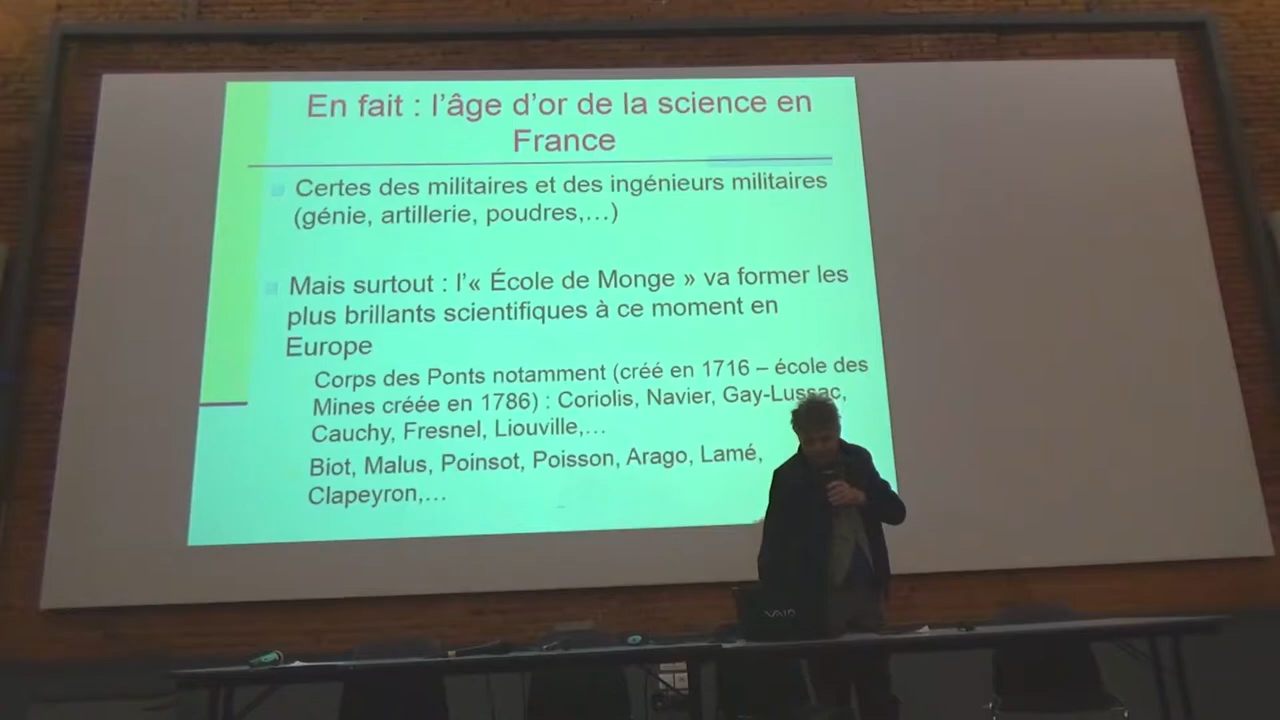 En fait : l’âge d’or de la science en
France
Certes des militaires et des ingénieurs militaires
(génie, artillerie, poudres,…)
Mais surtout : l’« École de Monge » va former les
plus brillants scientifiques à ce moment en
Europe
Corps des Ponts notamment (créé en 1716 – école des
Mines créée en 1786) : Coriolis, Navier, Gay-Lussac,
Cauchy, Fresnel, Liouville,…
Biot, Malus, Poinsot, Poisson, Arago, Lamé,
Clapeyron,…
VAIO